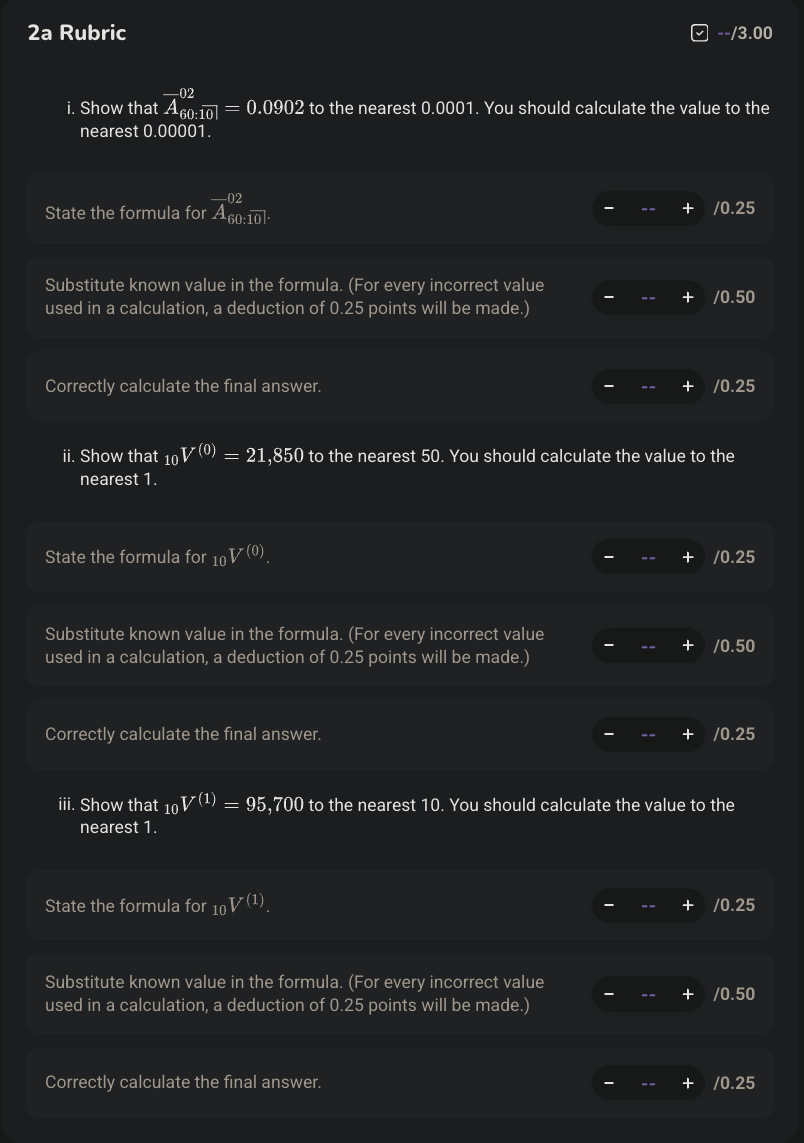 2a Rubric
--/3.00
i. Show that $\overline{A}^{02}_{60:\overline{10|}} = 0.0902$ to the nearest 0.0001. You should calculate the value to the
nearest 0.00001.
State the formula for $\overline{A}^{02}_{60:\overline{10|}}$.
− -- + /0.25
Substitute known value in the formula. (For every incorrect value
used in a calculation, a deduction of 0.25 points will be made.)
− -- + /0.50
Correctly calculate the final answer.
− -- + /0.25
ii. Show that ${}_{10}V^{(0)} = 21{,}850$ to the nearest 50. You should calculate the value to the
nearest 1.
State the formula for ${}_{10}V^{(0)}$.
− -- + /0.25
Substitute known value in the formula. (For every incorrect value
used in a calculation, a deduction of 0.25 points will be made.)
− -- + /0.50
Correctly calculate the final answer.
− -- + /0.25
iii. Show that ${}_{10}V^{(1)} = 95{,}700$ to the nearest 10. You should calculate the value to the
nearest 1.
State the formula for ${}_{10}V^{(1)}$.
− -- + /0.25
Substitute known value in the formula. (For every incorrect value
used in a calculation, a deduction of 0.25 points will be made.)
− -- + /0.50
Correctly calculate the final answer.
− -- + /0.25